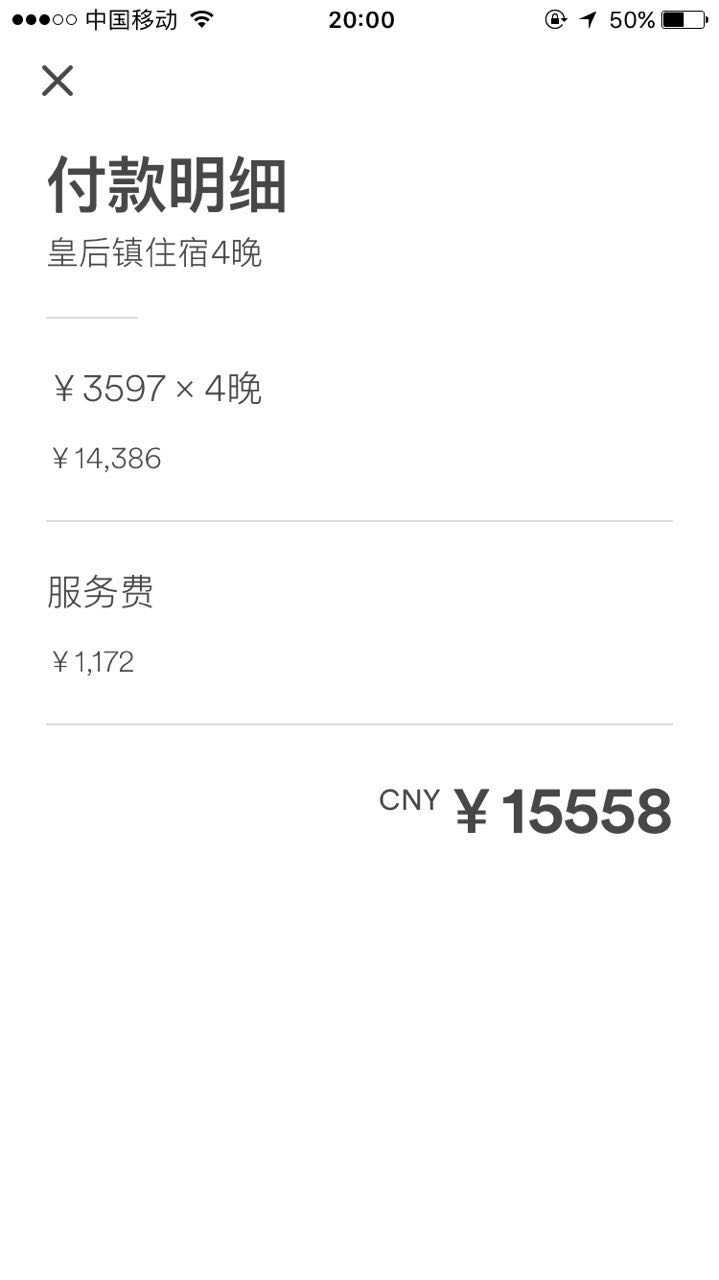 中国移动 20:00 50%
付款明细
皇后镇住宿4晚
￥3597 × 4晚
￥14,386
服务费
￥1,172
CNY ￥15558